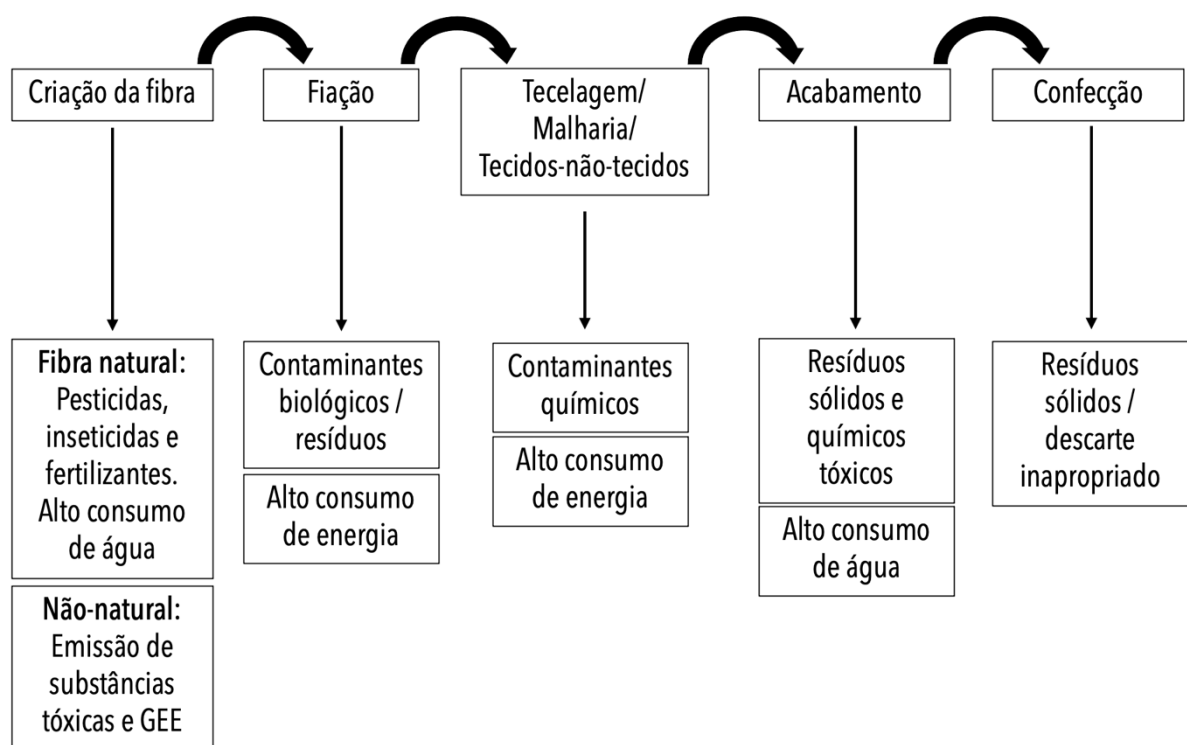 Criação da fibra
Fiação
Tecelagem/
Malharia/
Tecidos-não-tecidos
Acabamento
Confecção
Fibra natural:
Pesticidas,
inseticidas e
fertilizantes.
Alto consumo
de água
Não-natural:
Emissão de
substâncias
tóxicas e GEE
Contaminantes
biológicos /
resíduos
Alto consumo
de energia
Contaminantes
químicos
Alto consumo
de energia
Resíduos
sólidos e
químicos
tóxicos
Alto consumo
de água
Resíduos
sólidos /
descarte
inapropriado